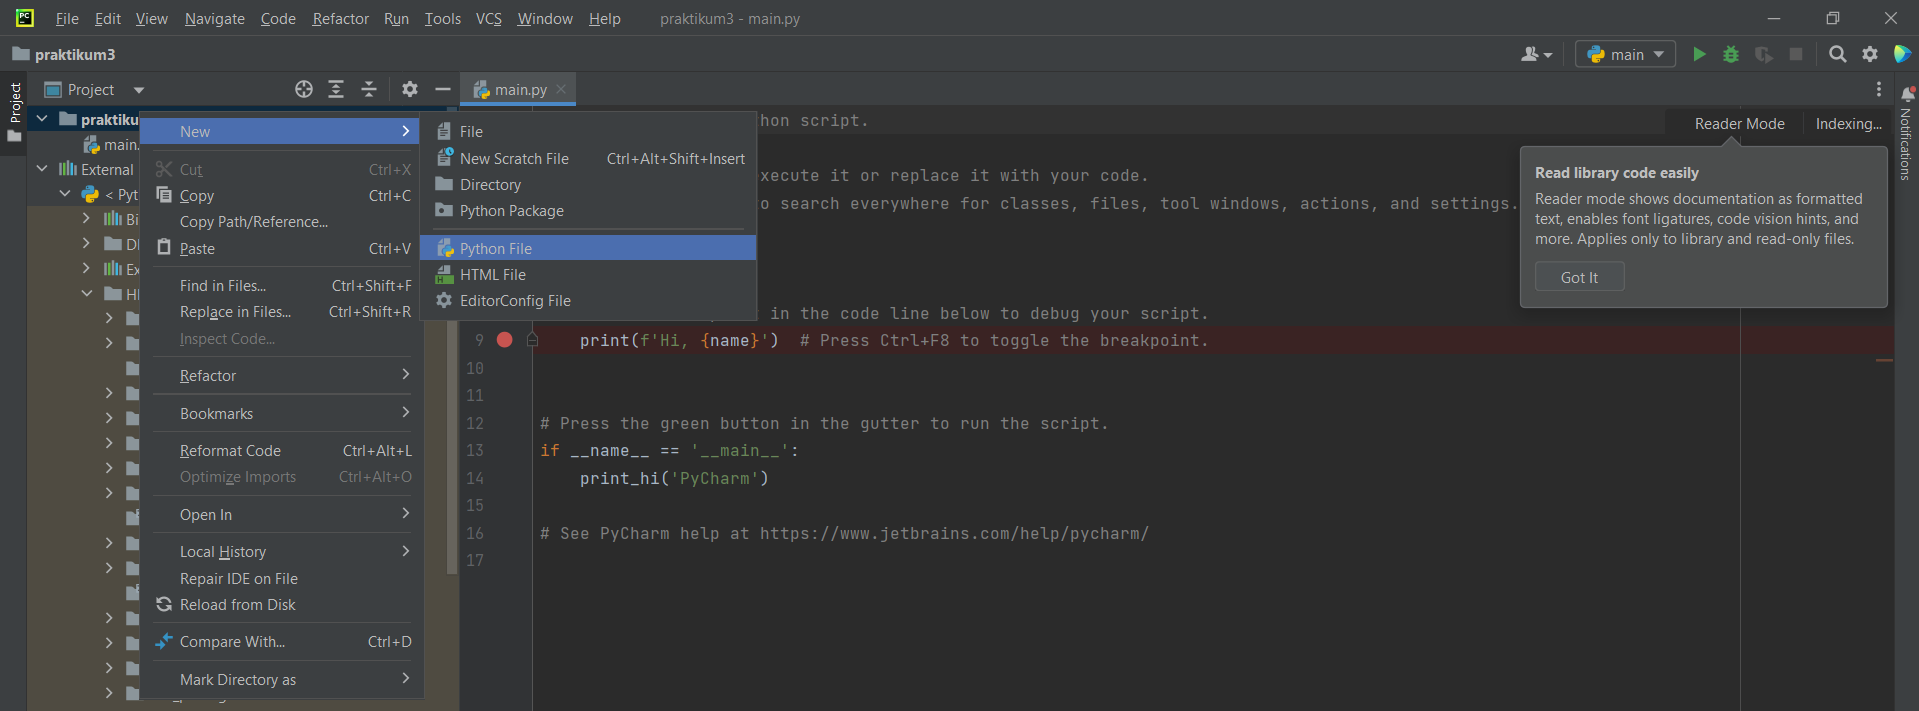 PC
File Edit View Navigate Code Refactor Run Tools VCS Window Help praktikum3 - main.py
praktikum3
main
Project
Project
main.py
Notifications
praktiku
main.
External
< Pyt
Bi
DI
Ex
New
Cut Ctrl+X
Copy Ctrl+C
Copy Path/Reference...
Paste Ctrl+V
Find in Files... Ctrl+Shift+F
Replace in Files... Ctrl+Shift+R
Inspect Code...
Refactor
Bookmarks
Reformat Code Ctrl+Alt+L
Optimize Imports Ctrl+Alt+O
Open In
Local History
Repair IDE on File
Reload from Disk
Compare With... Ctrl+D
Mark Directory as
File
New Scratch File Ctrl+Alt+Shift+Insert
Directory
Python Package
Python File
HTML File
EditorConfig File
hon script.
xecute it or replace it with your code.
o search everywhere for classes, files, tool windows, actions, and settings.
in the code line below to debug your script.
9 print(f'Hi, {name}') # Press Ctrl+F8 to toggle the breakpoint.
10
11
12 # Press the green button in the gutter to run the script.
13 if __name__ == '__main__':
14 print_hi('PyCharm')
15
16 # See PyCharm help at https://www.jetbrains.com/help/pycharm/
17
Reader Mode Indexing...
Read library code easily
Reader mode shows documentation as formatted
text, enables font ligatures, code vision hints, and
more. Applies only to library and read-only files.
Got It